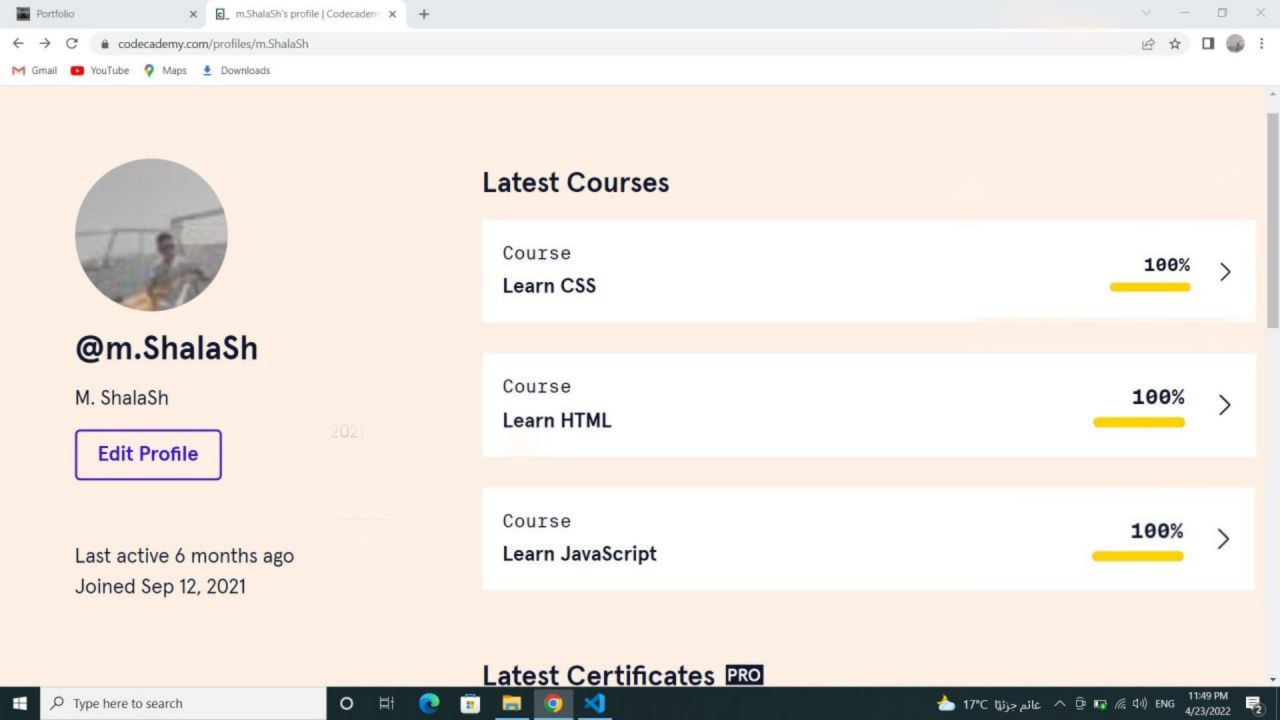 Portfolio
m.ShalaSh's profile | Codecadem
codecademy.com/profiles/m.ShalaSh
Gmail YouTube Maps Downloads
@m.ShalaSh
M. ShalaSh
2021
Edit Profile
Last active 6 months ago
Joined Sep 12, 2021
Latest Courses
Course
Learn CSS
100%
Course
Learn HTML
100%
Course
Learn JavaScript
100%
Latest Certificates PRO
Type here to search
17°C غائم جزئيًا
ENG
11:49 PM
4/23/2022
2